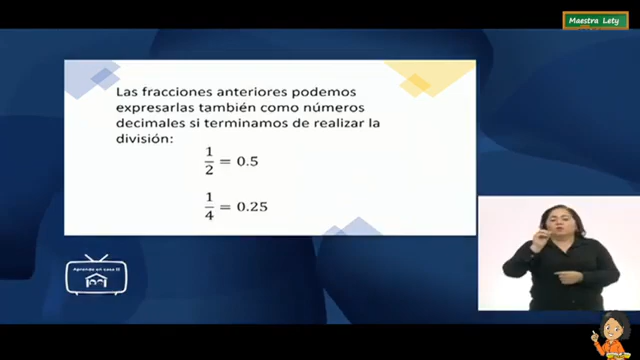 Maestra Lety
Las fracciones anteriores podemos
expresarlas también como números
decimales si terminamos de realizar la
división:
1/2 = 0.5
1/4 = 0.25
Aprende en casa II